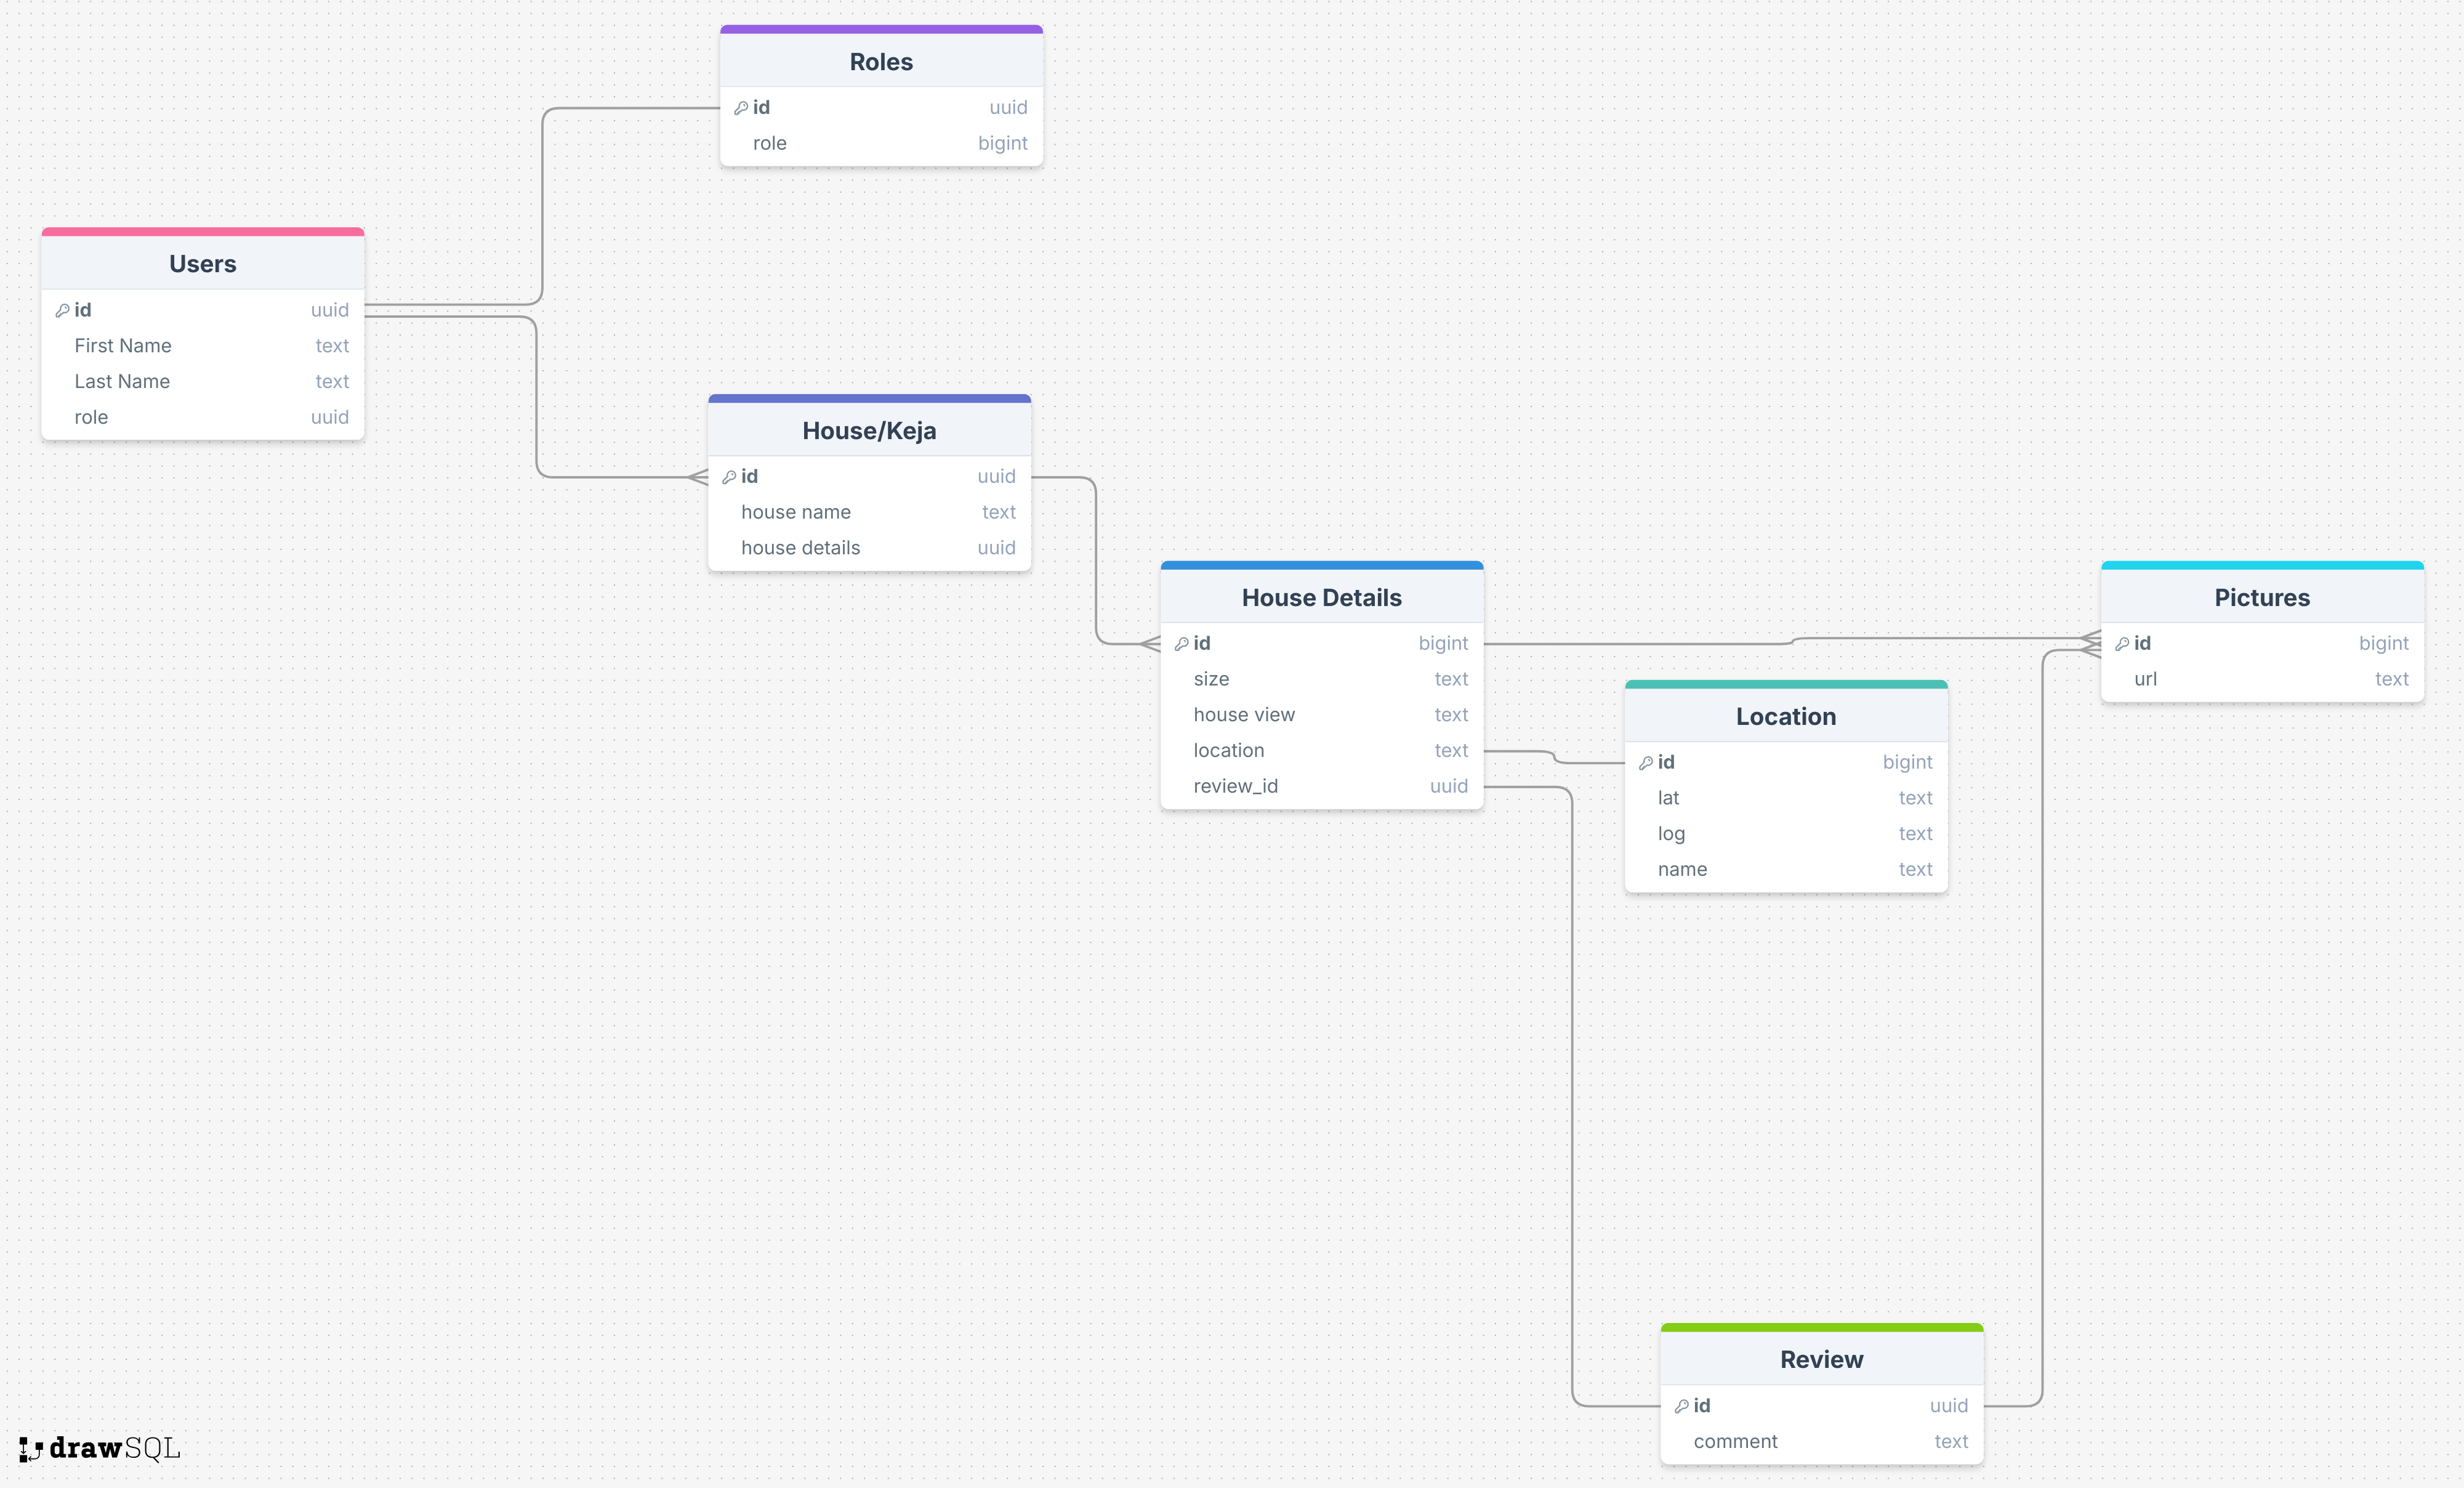 Roles
id uuid
role bigint
Users
id uuid
First Name text
Last Name text
role uuid
House/Keja
id uuid
house name text
house details uuid
House Details
id bigint
size text
house view text
location text
review_id uuid
Pictures
id bigint
url text
Location
id bigint
lat text
log text
name text
Review
id uuid
comment text
drawSQL